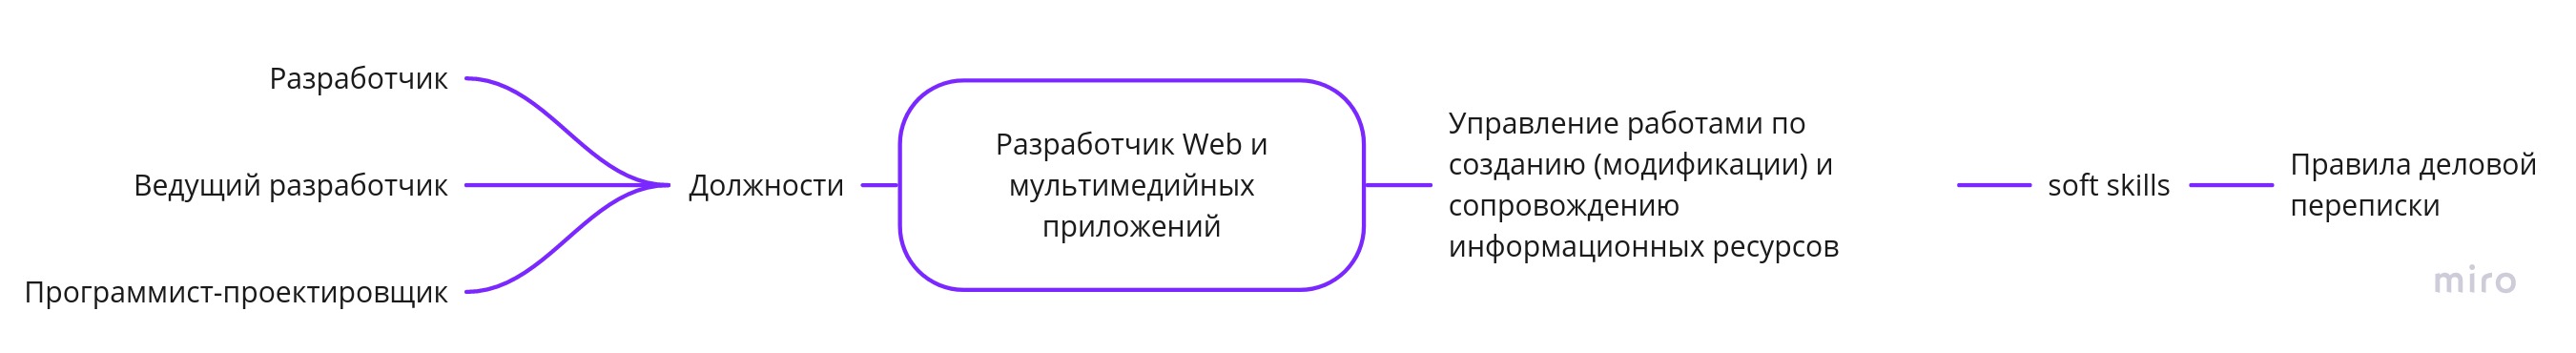 Разработчик
Ведущий разработчик
Программист-проектировщик
Должности
Разработчик Web и
мультимедийных
приложений
Управление работами по
созданию (модификации) и
сопровождению
информационных ресурсов
soft skills
Правила деловой
переписки
miro